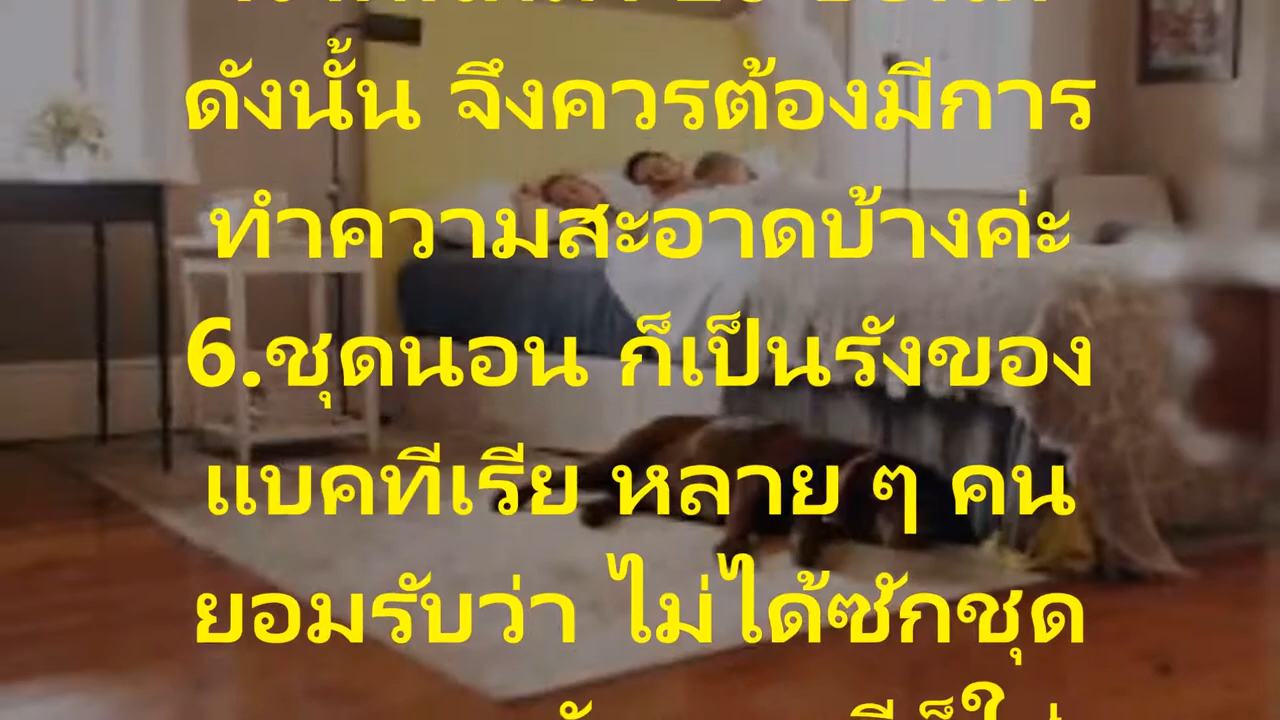 ดังนั้น จึงควรต้องมีการ
ทำความสะอาดบ้างค่ะ
6.ชุดนอน ก็เป็นรังของ
แบคทีเรีย หลาย ๆ คน
ยอมรับว่า ไม่ได้ซักชุด